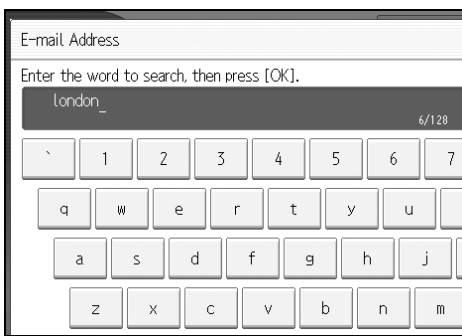 E-mail Address
Enter the word to search, then press [OK].
london_
6/128
` 1 2 3 4 5 6 7
q w e r t y u
a s d f g h j
z x c v b n m